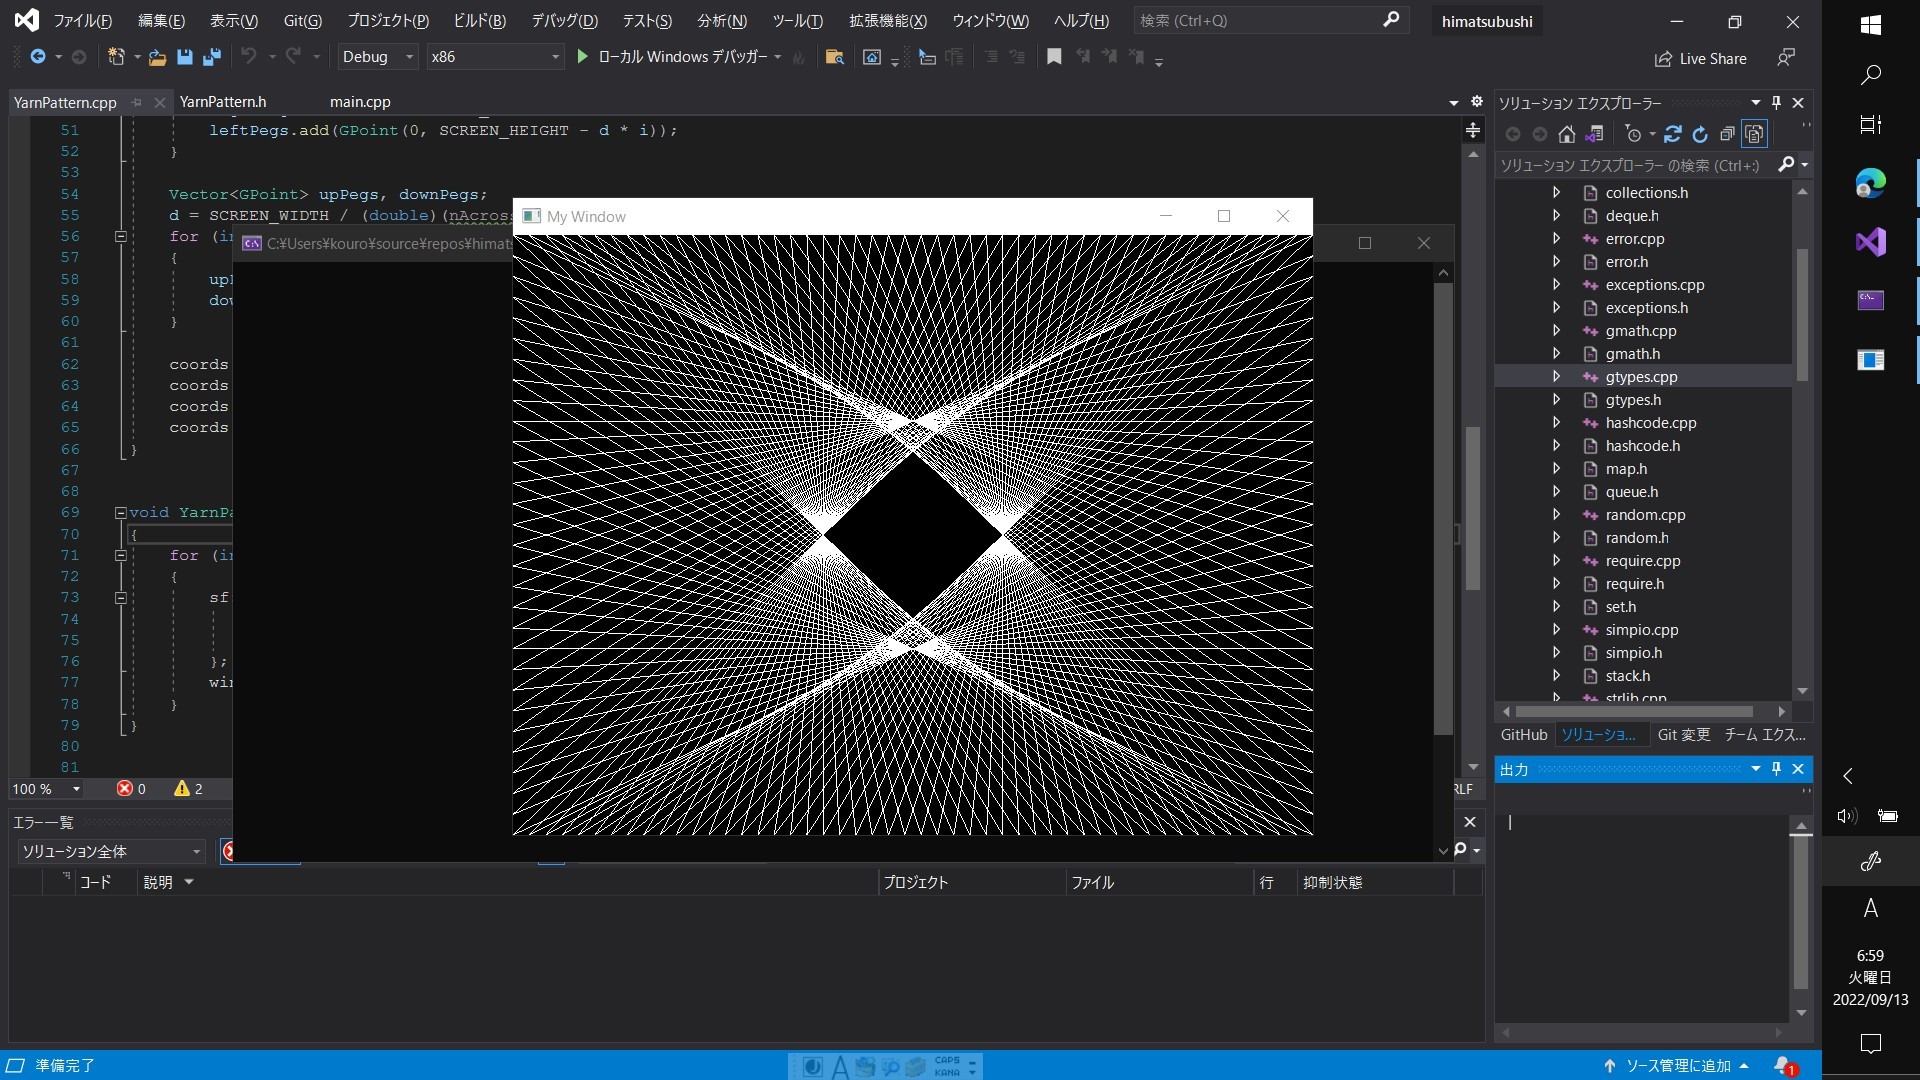 ファイル(F) 編集(E) 表示(V) Git(G) プロジェクト(P) ビルド(B) デバッグ(D) テスト(S) 分析(N) ツール(T) 拡張機能(X) ウィンドウ(W) ヘルプ(H) 検索 (Ctrl+Q) himatsubushi
Debug x86 ローカル Windows デバッガー Live Share
YarnPattern.cpp YarnPattern.h main.cpp
51 leftPegs.add(GPoint(0, SCREEN_HEIGHT - d * i));
52 }
53
54 Vector<GPoint> upPegs, downPegs;
55 d = SCREEN_WIDTH / (double)(nAcros
56 for (i
57 {
58 up
59 do
60 }
61
62 coords
63 coords
64 coords
65 coords
66 }
67
68
69 void YarnP
70 {
71 for (i
72 {
73 sf
74
75
76 };
77 wi
78 }
79 }
80
81
My Window
C:¥Users¥kouro¥source¥repos¥himats
100 % 0 2 RLF
エラー一覧
ソリューション全体
コード 説明 プロジェクト ファイル 行 抑制状態
ソリューション エクスプローラー
ソリューション エクスプローラー の検索 (Ctrl+:)
collections.h
deque.h
error.cpp
error.h
exceptions.cpp
exceptions.h
gmath.cpp
gmath.h
gtypes.cpp
gtypes.h
hashcode.cpp
hashcode.h
map.h
queue.h
random.cpp
random.h
require.cpp
require.h
set.h
simpio.cpp
simpio.h
stack.h
strlib.cpp
GitHub ソリューショ... Git 変更 チーム エクス...
出力
A
6:59
火曜日
2022/09/13
準備完了 A CAPS KANA ソース管理に追加 1